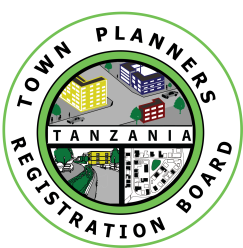 TOWN PLANNERS
TANZANIA
REGISTRATION BOARD